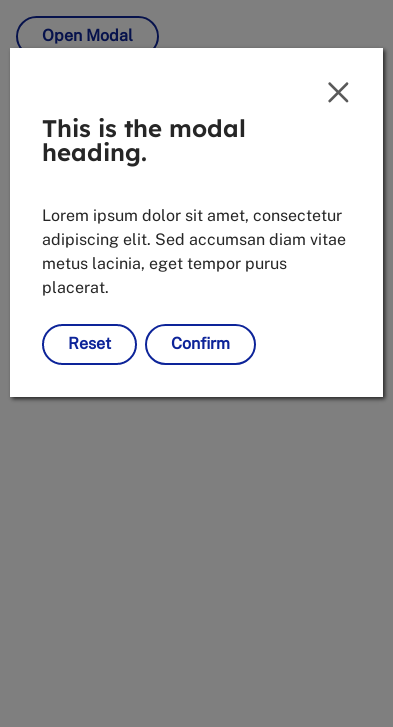 Open Modal
This is the modal
heading.
Lorem ipsum dolor sit amet, consectetur
adipiscing elit. Sed accumsan diam vitae
metus lacinia, eget tempor purus
placerat.
Reset Confirm